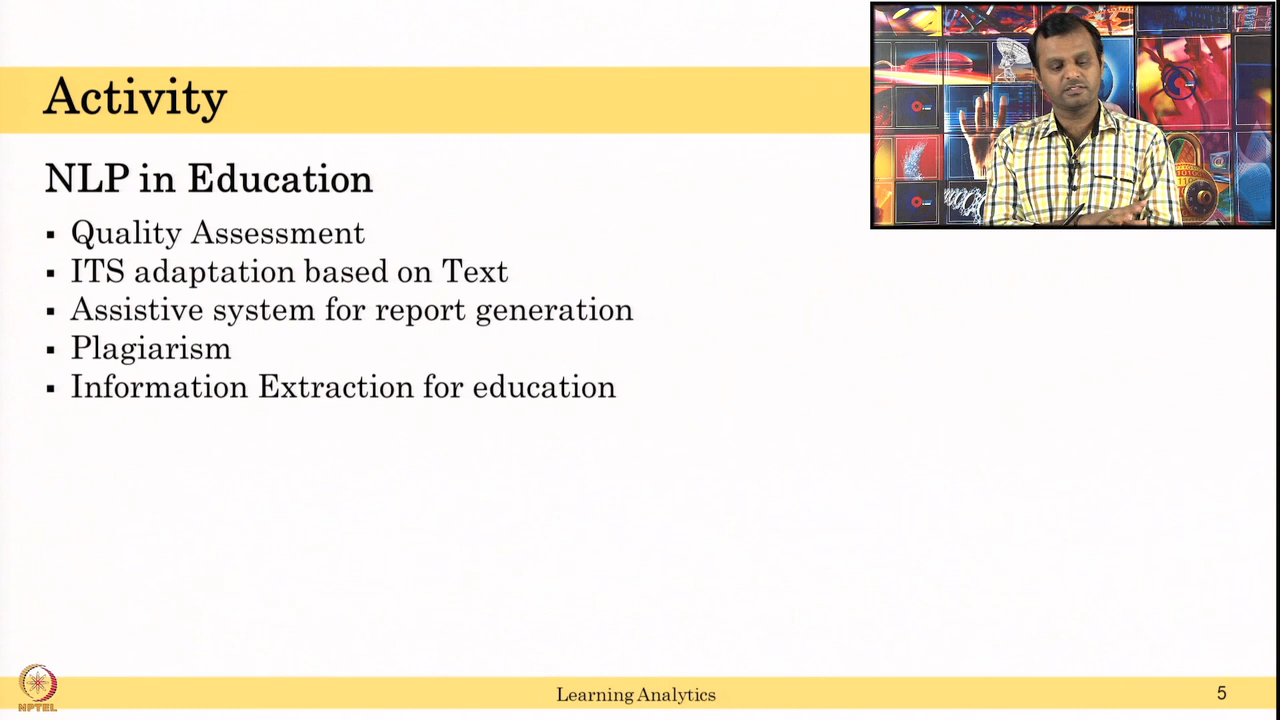 Activity
NLP in Education
▪ Quality Assessment
▪ ITS adaptation based on Text
▪ Assistive system for report generation
▪ Plagiarism
▪ Information Extraction for education
NPTEL
Learning Analytics
5